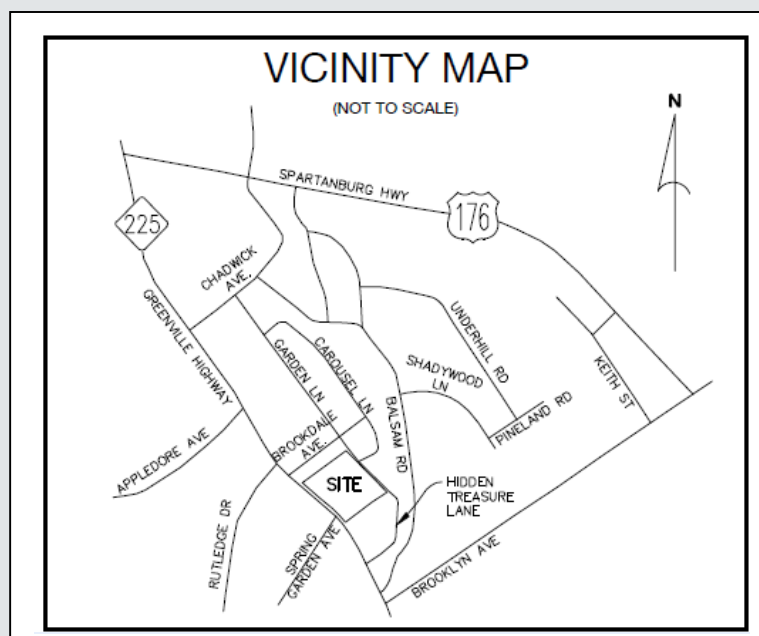 VICINITY MAP
(NOT TO SCALE)
N
SPARTANBURG HWY
176
225
CHADWICK
AVE.
GREENVILLE HIGHWAY
GARDEN LN
CAROUSEL LN
UNDERHILL RD
SHADYWOOD
LN
KEITH ST
BALSAM RD
PINELAND RD
BROOKDALE
AVE.
APPLEDORE AVE
SITE
HIDDEN
TREASURE
LANE
RUTLEDGE DR
SPRING
GARDEN AVE
BROOKLYN AVE